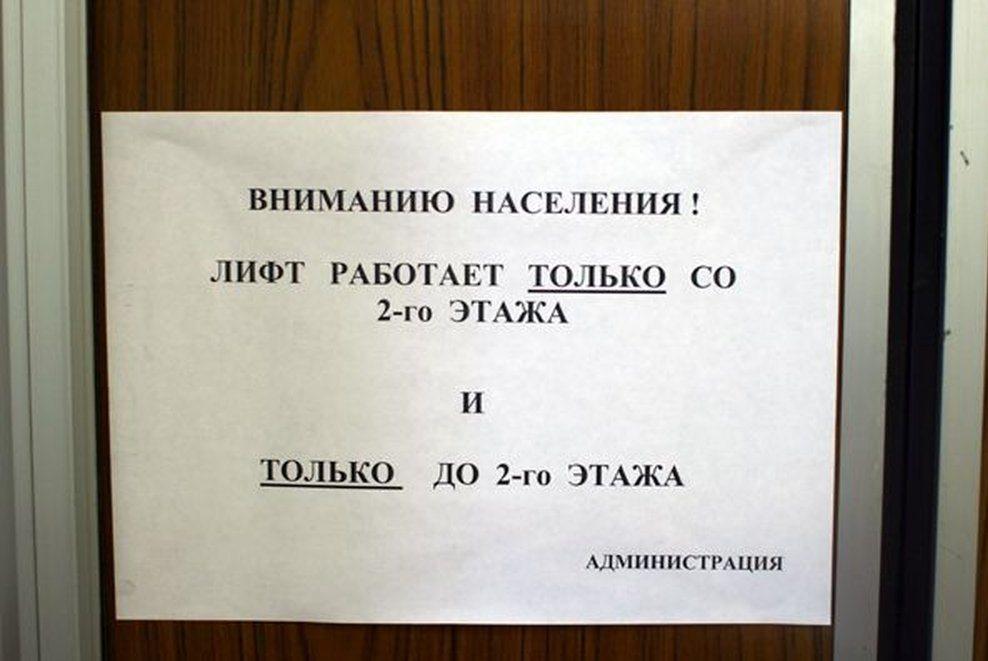 ВНИМАНИЮ НАСЕЛЕНИЯ !
ЛИФТ РАБОТАЕТ ТОЛЬКО СО
2-го ЭТАЖА
И
ТОЛЬКО ДО 2-го ЭТАЖА
АДМИНИСТРАЦИЯ